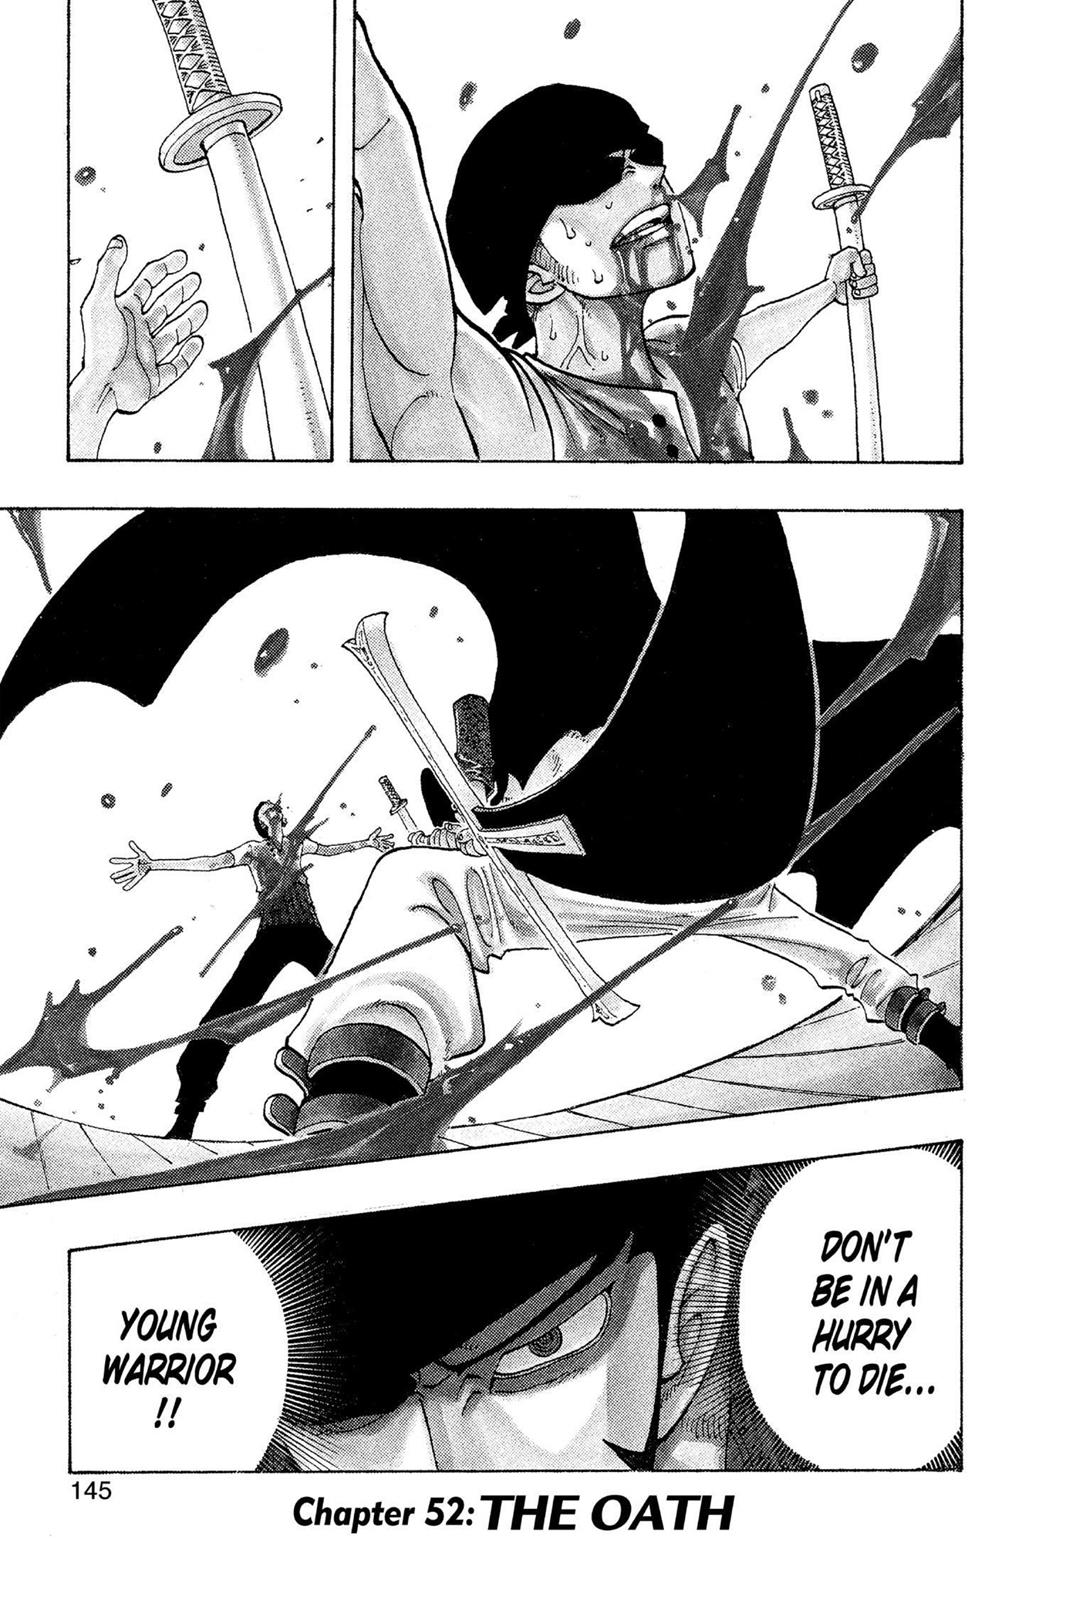 DON'T
BE IN A
HURRY
TO DIE...
YOUNG
WARRIOR
!!
145
Chapter 52: THE OATH